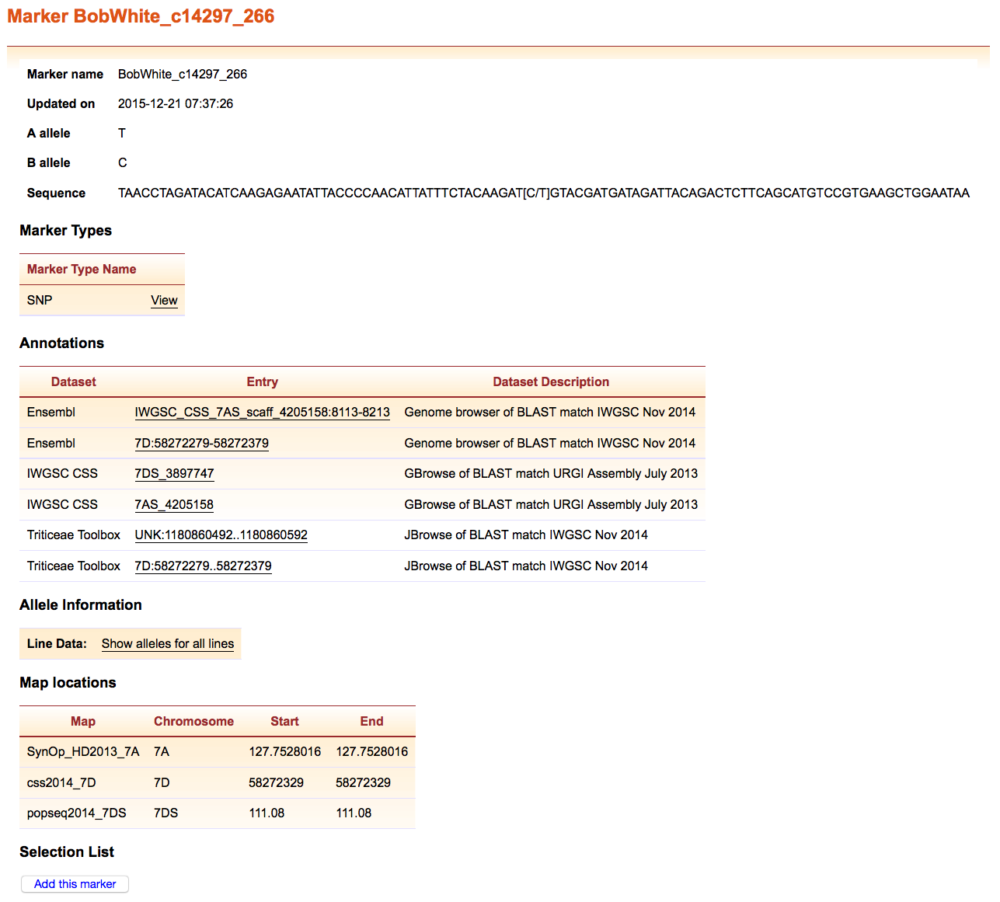 Marker BobWhite_c14297_266
Marker name BobWhite_c14297_266
Updated on 2015-12-21 07:37:26
A allele T
B allele C
Sequence TAACCTAGATACATCAAGAGAATATTACCCCAACATTATTTCTACAAGAT[C/T]GTACGATGATAGATTACAGACTCTTCAGCATGTCCGTGAAGCTGGAATAA
Marker Types
Marker Type Name
SNP View
Annotations
Dataset Entry Dataset Description
Ensembl IWGSC_CSS_7AS_scaff_4205158:8113-8213 Genome browser of BLAST match IWGSC Nov 2014
Ensembl 7D:58272279-58272379 Genome browser of BLAST match IWGSC Nov 2014
IWGSC CSS 7DS_3897747 GBrowse of BLAST match URGI Assembly July 2013
IWGSC CSS 7AS_4205158 GBrowse of BLAST match URGI Assembly July 2013
Triticeae Toolbox UNK:1180860492..1180860592 JBrowse of BLAST match IWGSC Nov 2014
Triticeae Toolbox 7D:58272279..58272379 JBrowse of BLAST match IWGSC Nov 2014
Allele Information
Line Data: Show alleles for all lines
Map locations
Map Chromosome Start End
SynOp_HD2013_7A 7A 127.7528016 127.7528016
css2014_7D 7D 58272329 58272329
popseq2014_7DS 7DS 111.08 111.08
Selection List
Add this marker